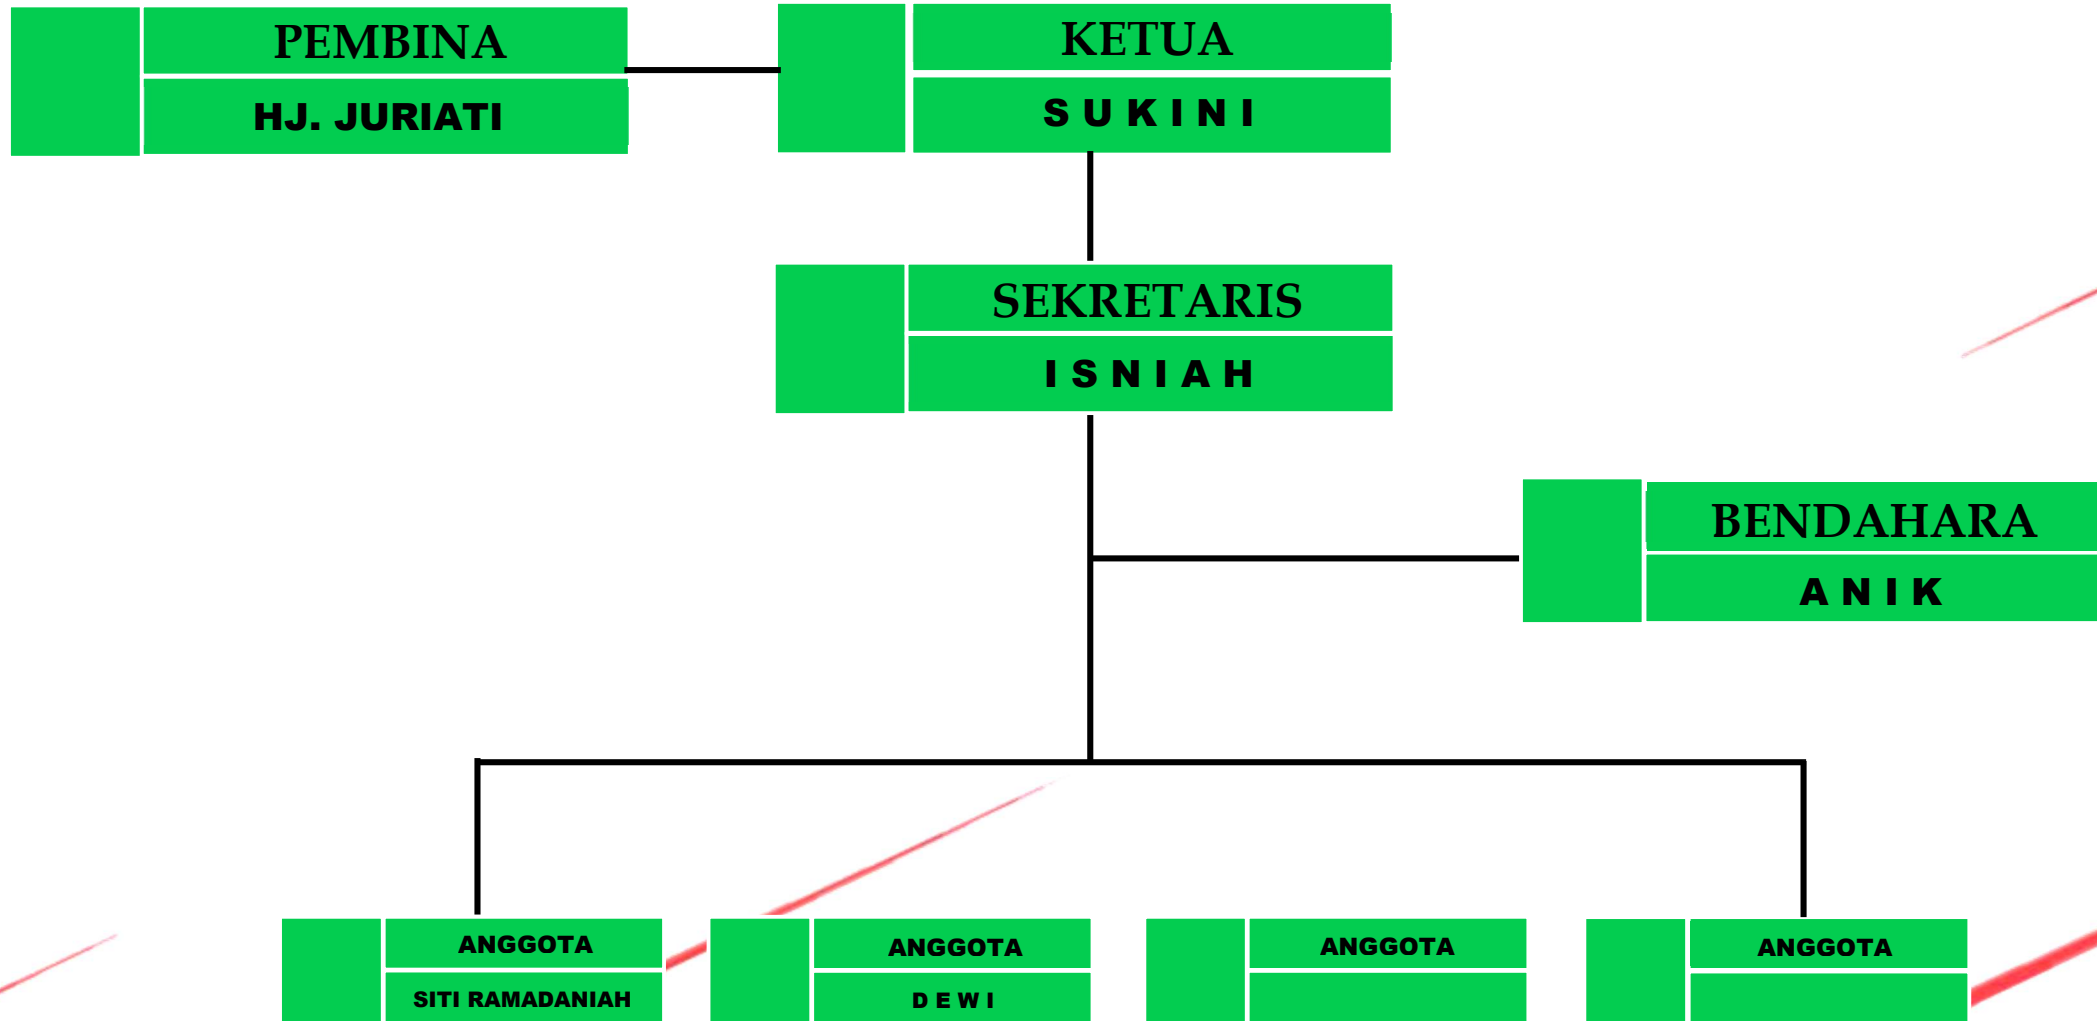 PEMBINA
HJ. JURIATI
KETUA
S U K I N I
SEKRETARIS
I S N I A H
BENDAHARA
A N I K
ANGGOTA
SITI RAMADANIAH
ANGGOTA
D E W I
ANGGOTA
ANGGOTA